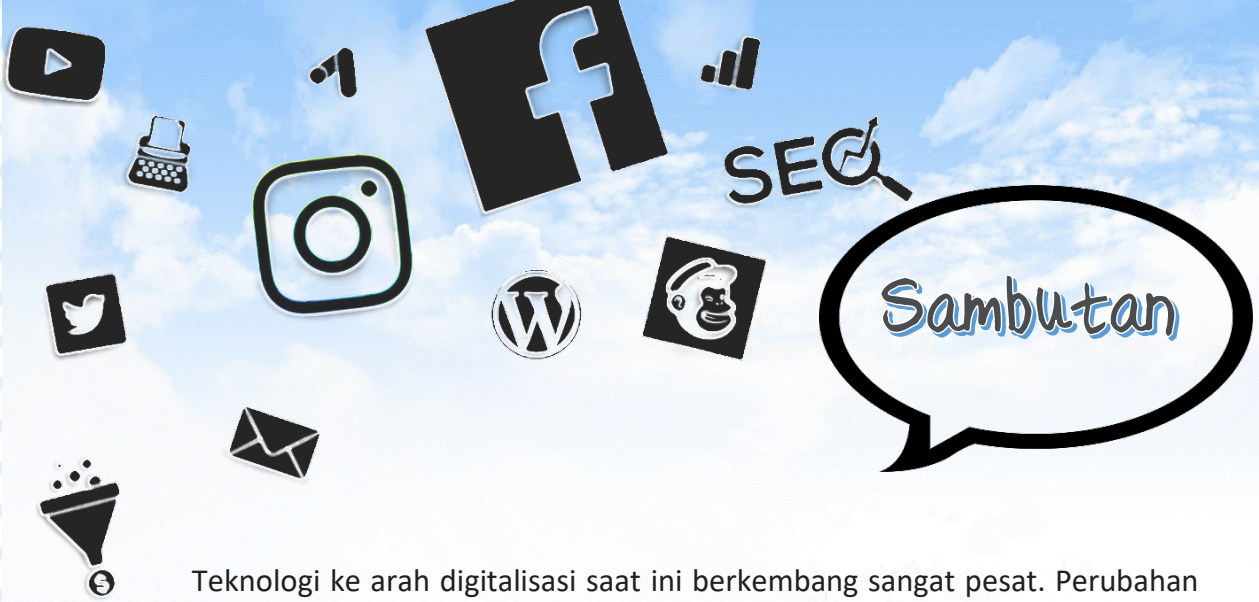 SEO
Sambutan
Teknologi ke arah digitalisasi saat ini berkembang sangat pesat. Perubahan